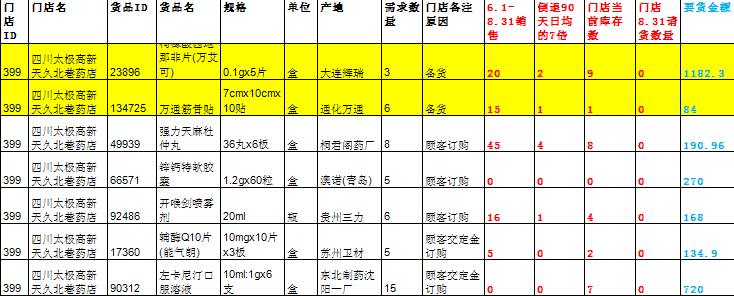 门店ID 门店名 货品ID 货品名 规格 单位 产地 需求数量 门店备注原因 6.1-8.31销售 倒退90天日均的7倍 门店当前库存数 门店8.31请货数量 要货金额
399 四川太极高新天久北巷药店 23896 枸橼酸西地那非片(万艾可) 0.1gx5片 盒 大连辉瑞 3 备货 20 2 9 0 1182.3
399 四川太极高新天久北巷药店 134725 万通筋骨贴 7cmx10cmx10贴 盒 通化万通 6 备货 15 1 1 0 84
399 四川太极高新天久北巷药店 49939 强力天麻杜仲丸 36丸x6板 盒 桐君阁药厂 8 顾客订购 45 4 8 0 190.96
399 四川太极高新天久北巷药店 66571 锌钙特软胶囊 1.2gx60粒 盒 澳诺(青岛) 5 顾客订购 0 0 0 0 270
399 四川太极高新天久北巷药店 92486 开喉剑喷雾剂 20ml 瓶 贵州三力 6 顾客订购 16 1 4 0 168
399 四川太极高新天久北巷药店 17360 辅酶Q10片(能气朗) 10mgx10片x3板 盒 苏州卫材 5 顾客交定金订购 5 0 2 0 134.9
399 四川太极高新天久北巷药店 90312 左卡尼汀口服溶液 10ml:1gx6支 盒 东北制药沈阳一厂 15 顾客交定金订购 0 0 7 0 720